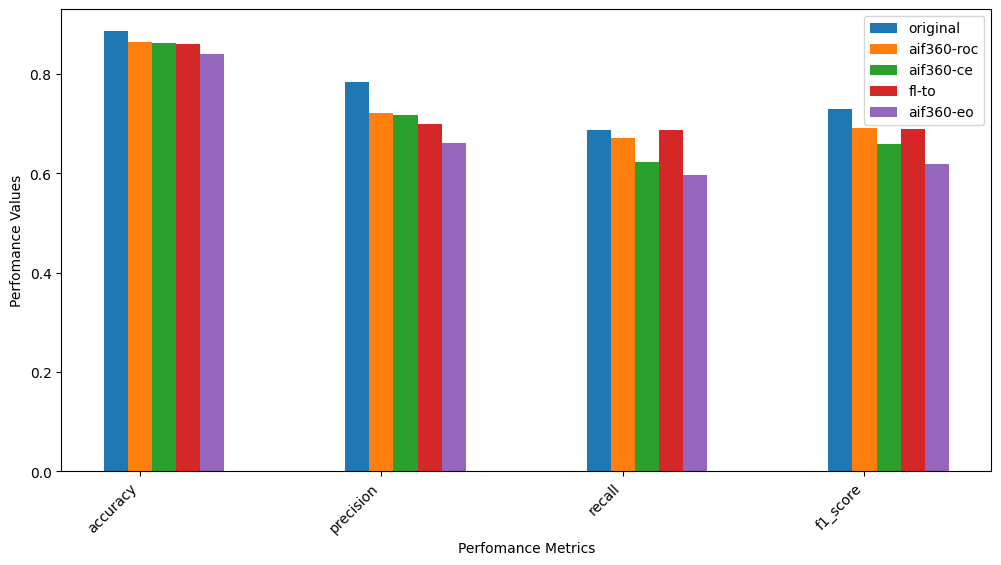 original
aif360-roc
aif360-ce
fl-to
aif360-eo
0.8
0.6
0.4
0.2
0.0
Perfomance Values
accuracy
precision
recall
f1_score
Perfomance Metrics